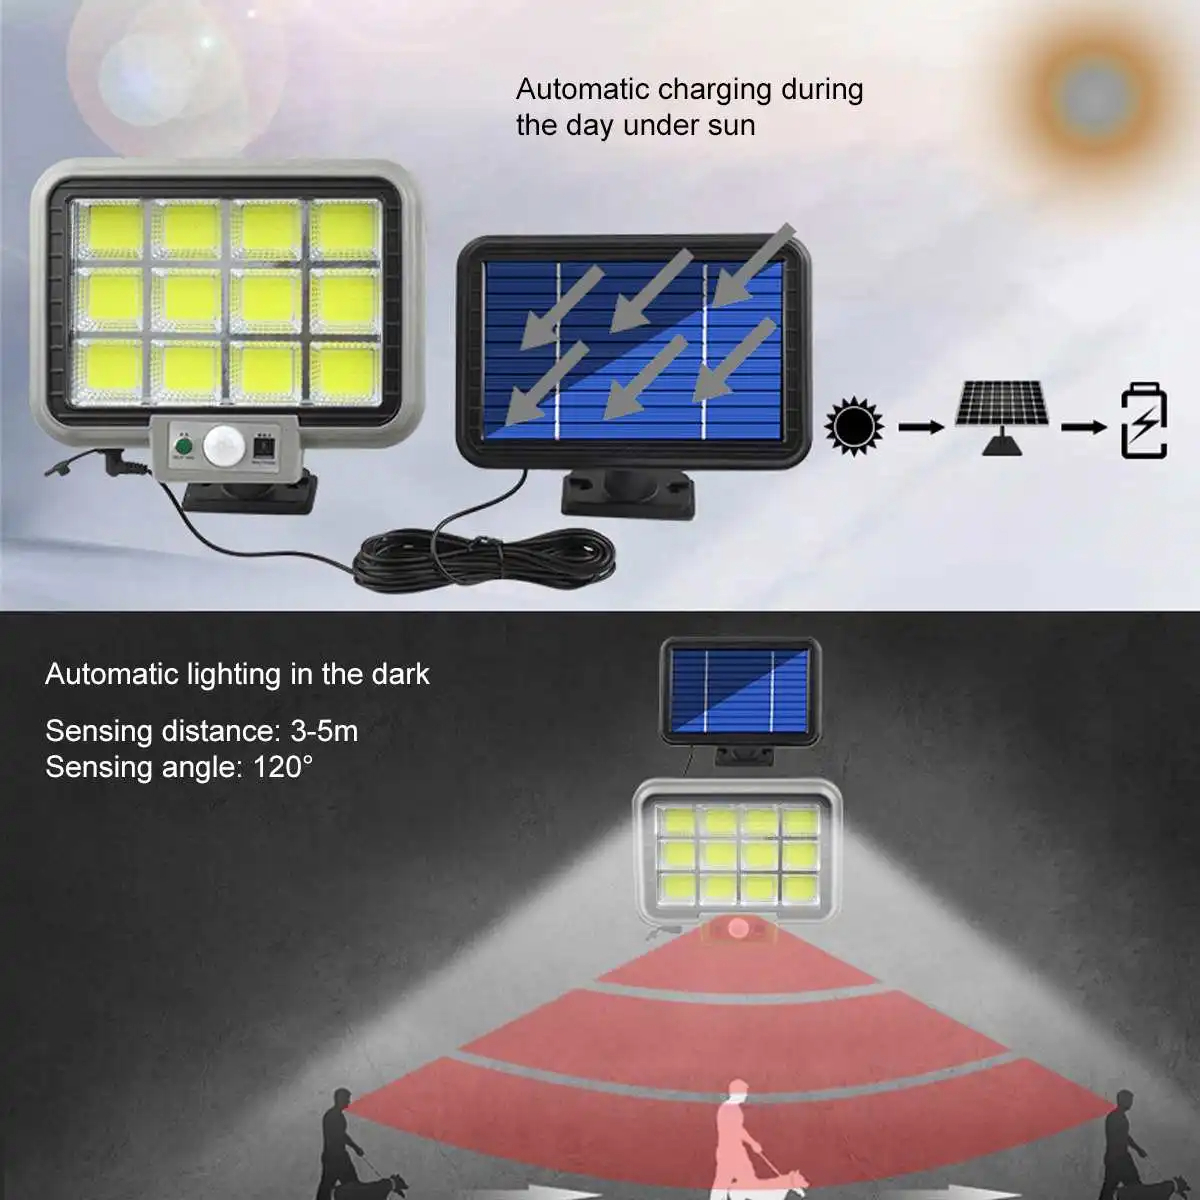 Automatic charging during
the day under sun
Automatic lighting in the dark
Sensing distance: 3-5m
Sensing angle: 120°